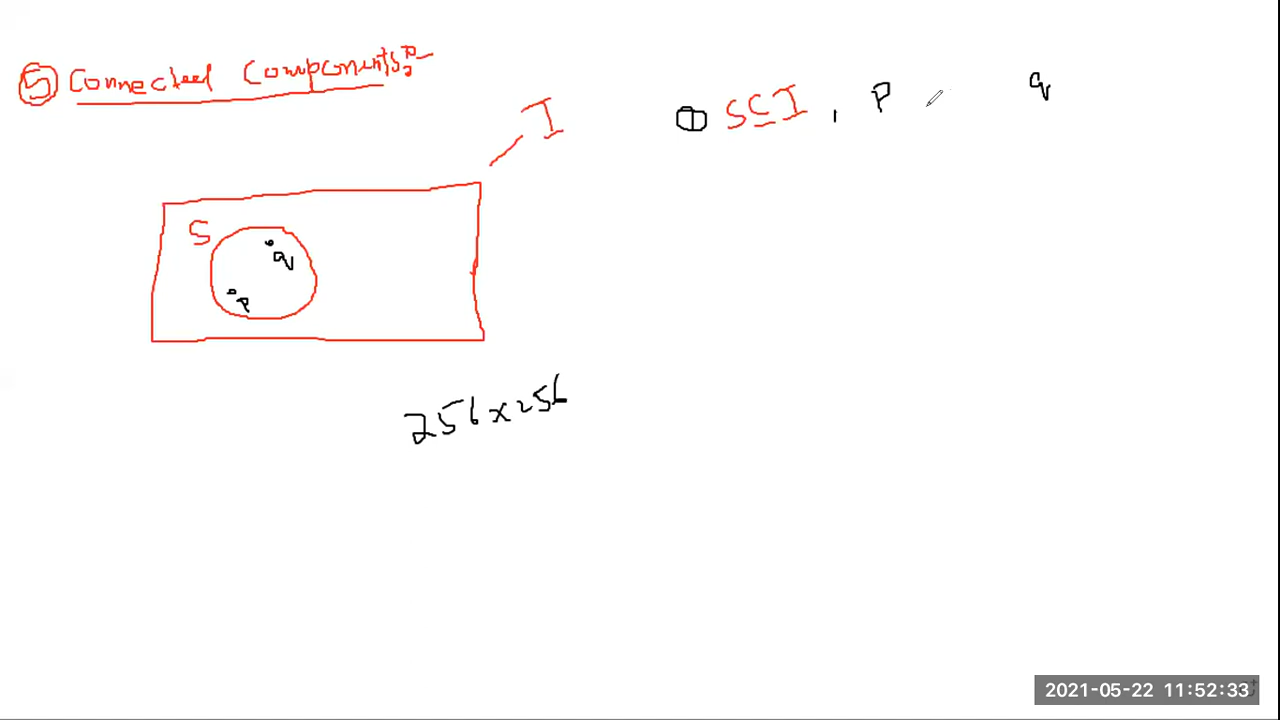 ⑤ Connected Components:-
I
① S⊆I, P q
S
q
P
256x256
2021-05-22 11:52:33